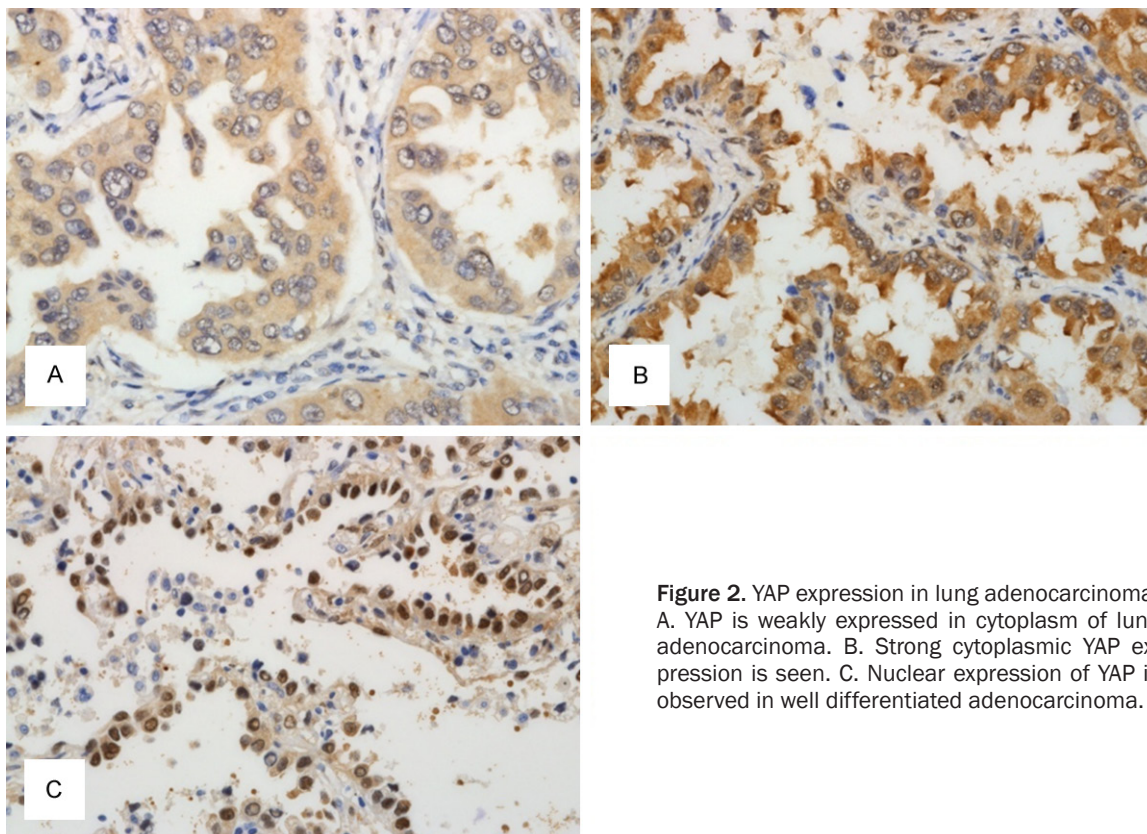 A
B
C
Figure 2. YAP expression in lung adenocarcinoma.
A. YAP is weakly expressed in cytoplasm of lung
adenocarcinoma. B. Strong cytoplasmic YAP ex-
pression is seen. C. Nuclear expression of YAP i
observed in well differentiated adenocarcinoma.